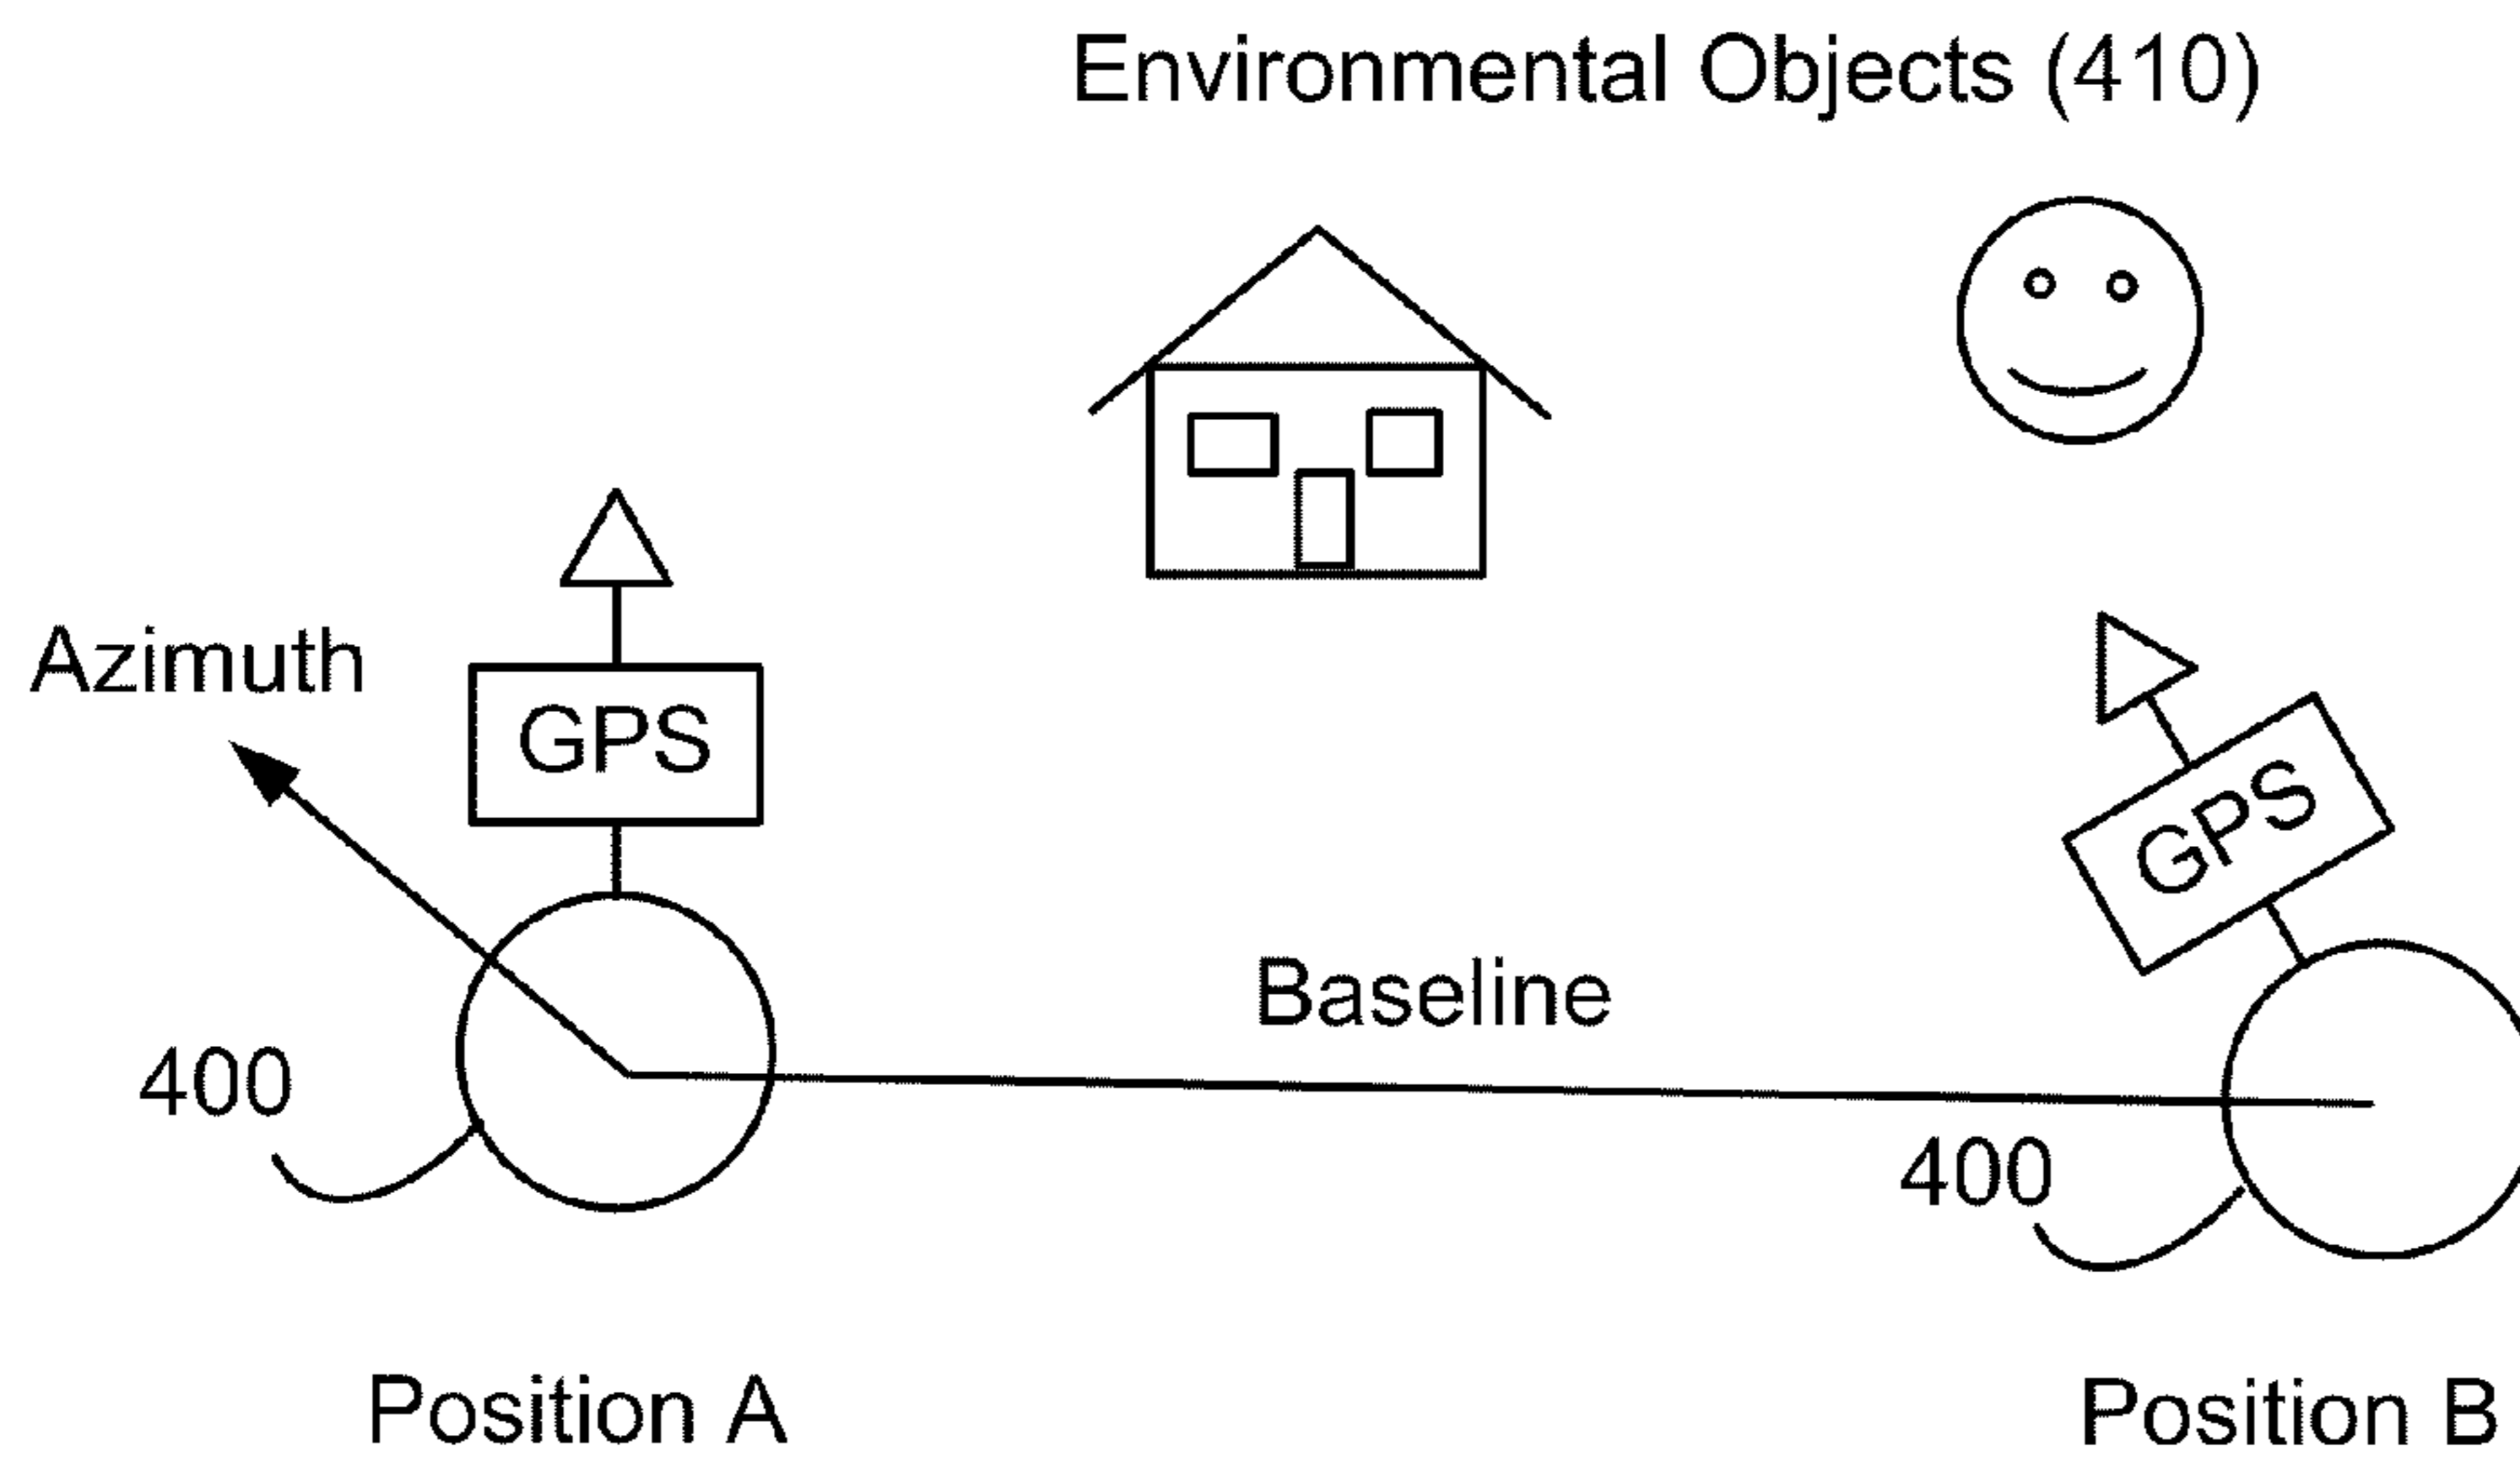 Environmental Objects (410)
Azimuth
GPS
GPS
Baseline
400
400
Position A
Position B